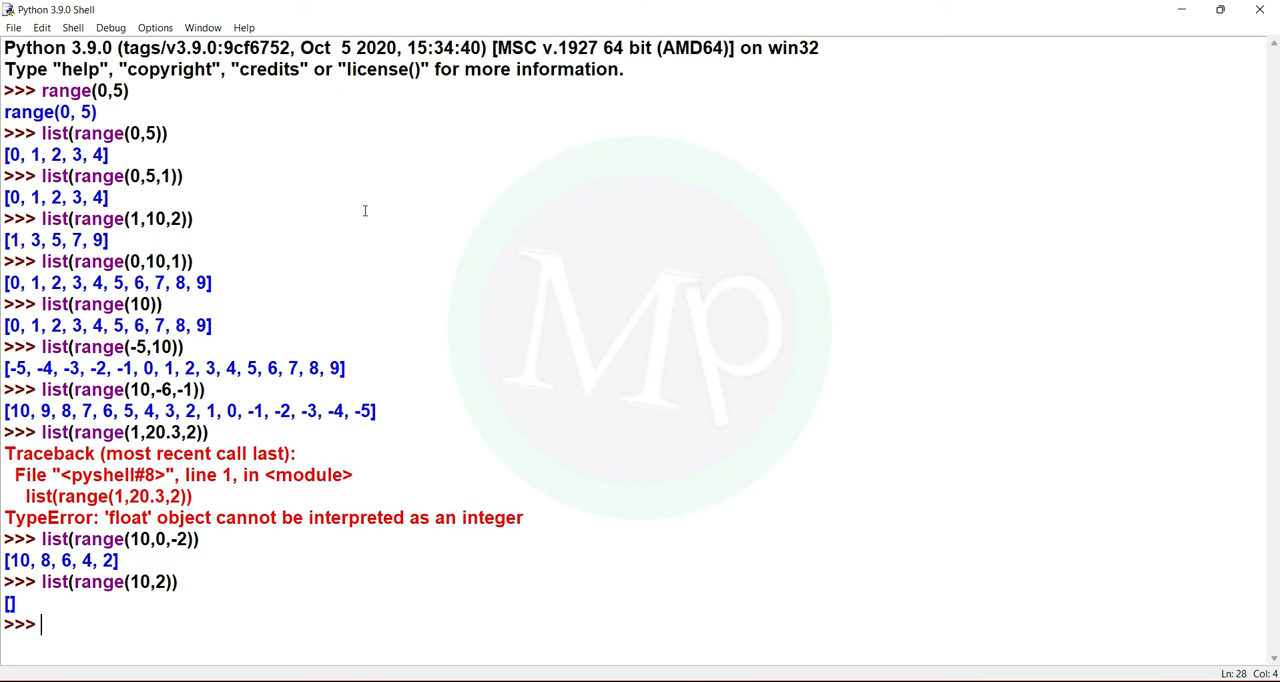 Python 3.9.0 Shell
File Edit Shell Debug Options Window Help
Python 3.9.0 (tags/v3.9.0:9cf6752, Oct  5 2020, 15:34:40) [MSC v.1927 64 bit (AMD64)] on win32
Type "help", "copyright", "credits" or "license()" for more information.
>>> range(0,5)
range(0, 5)
>>> list(range(0,5))
[0, 1, 2, 3, 4]
>>> list(range(0,5,1))
[0, 1, 2, 3, 4]
>>> list(range(1,10,2))
[1, 3, 5, 7, 9]
>>> list(range(0,10,1))
[0, 1, 2, 3, 4, 5, 6, 7, 8, 9]
>>> list(range(10))
[0, 1, 2, 3, 4, 5, 6, 7, 8, 9]
>>> list(range(-5,10))
[-5, -4, -3, -2, -1, 0, 1, 2, 3, 4, 5, 6, 7, 8, 9]
>>> list(range(10,-6,-1))
[10, 9, 8, 7, 6, 5, 4, 3, 2, 1, 0, -1, -2, -3, -4, -5]
>>> list(range(1,20.3,2))
Traceback (most recent call last):
  File "<pyshell#8>", line 1, in <module>
    list(range(1,20.3,2))
TypeError: 'float' object cannot be interpreted as an integer
>>> list(range(10,0,-2))
[10, 8, 6, 4, 2]
>>> list(range(10,2))
[]
>>>
Mp
Ln: 28 Col: 4